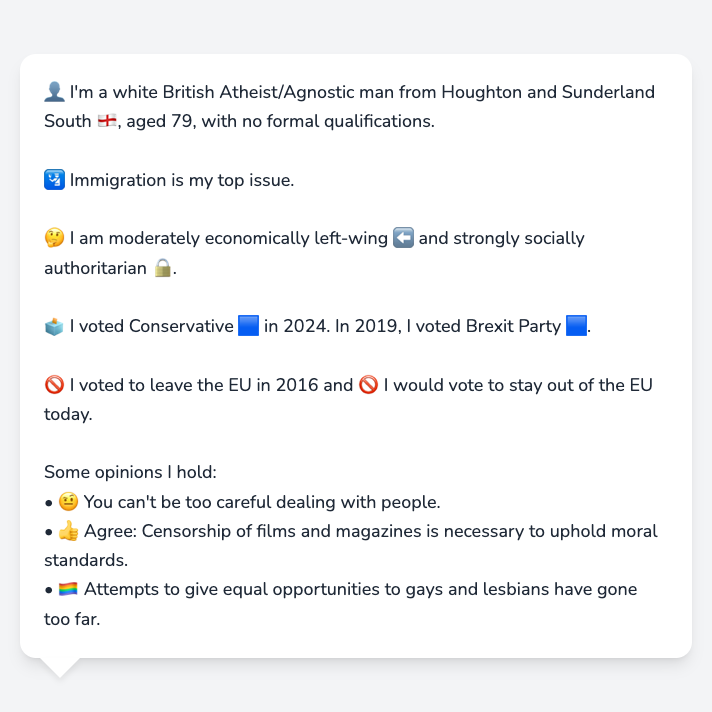 👤 I'm a white British Atheist/Agnostic man from Houghton and Sunderland
South 🏴󠁧󠁢󠁥󠁮󠁧󠁿, aged 79, with no formal qualifications.
🛂 Immigration is my top issue.
🤔 I am moderately economically left-wing ⬅️ and strongly socially
authoritarian 🔒.
🗳️ I voted Conservative 🟦 in 2024. In 2019, I voted Brexit Party 🟦.
🚫 I voted to leave the EU in 2016 and 🚫 I would vote to stay out of the EU
today.
Some opinions I hold:
• 🤨 You can't be too careful dealing with people.
• 👍 Agree: Censorship of films and magazines is necessary to uphold moral
standards.
• 🏳️‍🌈 Attempts to give equal opportunities to gays and lesbians have gone
too far.